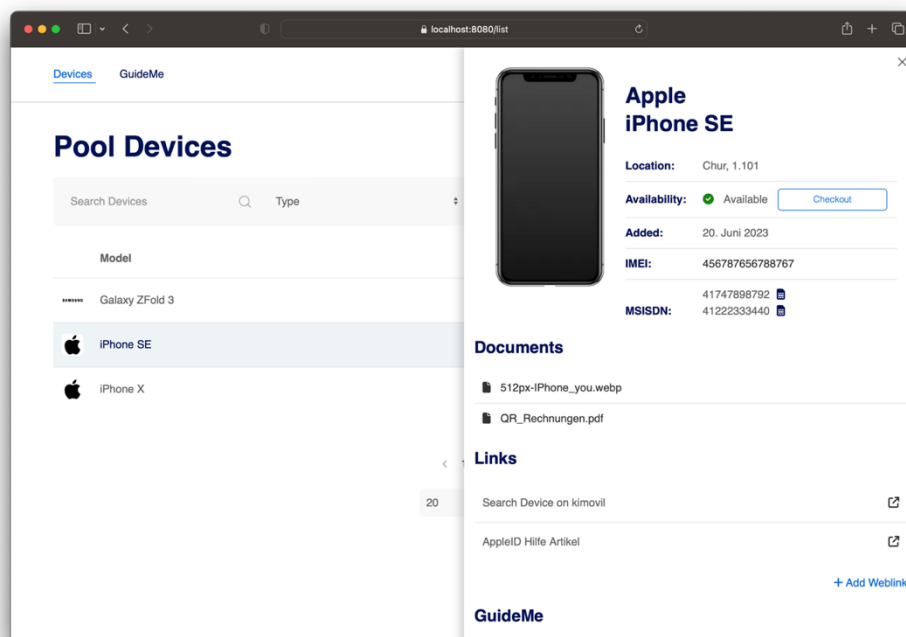 localhost:8080/list
Devices GuideMe
Pool Devices
Search Devices Type
Model
SAMSUNG Galaxy ZFold 3
iPhone SE
iPhone X
20
Apple
iPhone SE
Location: Chur, 1.101
Availability: Available Checkout
Added: 20. Juni 2023
IMEI: 456787656788767
41747898792
MSISDN: 41222333440
Documents
512px-IPhone_you.webp
QR_Rechnungen.pdf
Links
Search Device on kimovil
AppleID Hilfe Artikel
+ Add Weblink
GuideMe